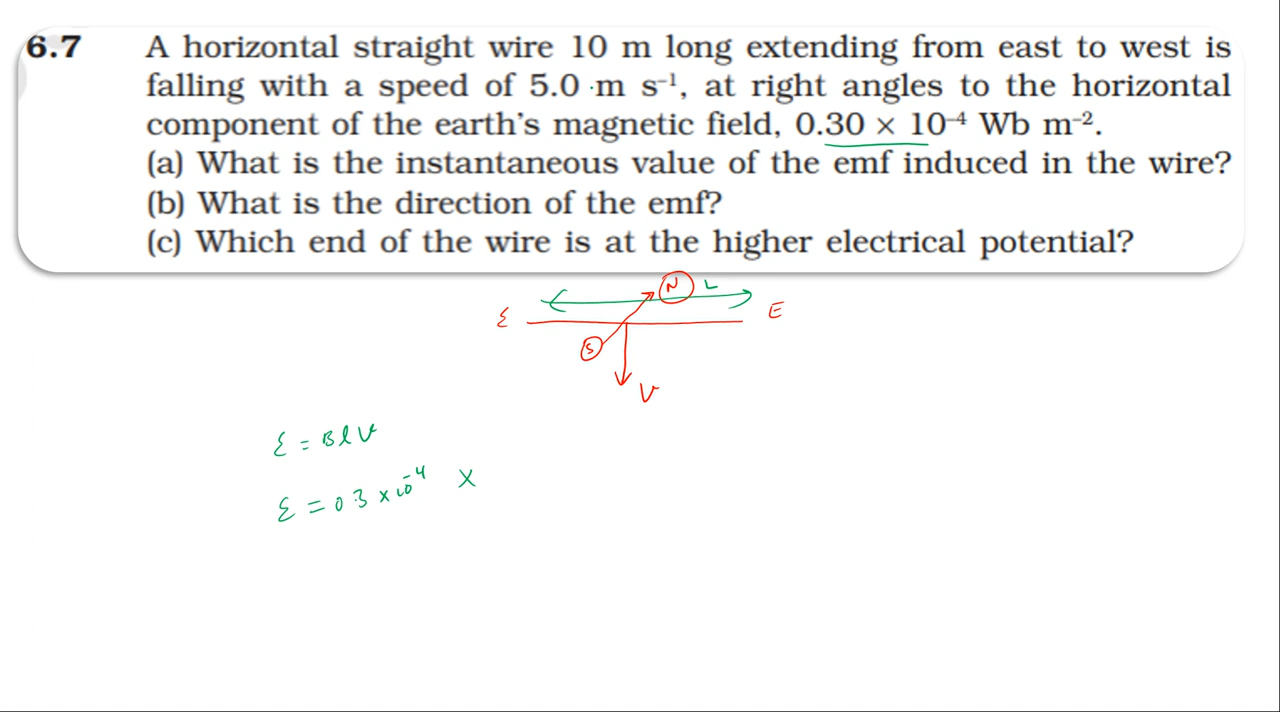 6.7 A horizontal straight wire 10 m long extending from east to west is
falling with a speed of 5.0 m s⁻¹, at right angles to the horizontal
component of the earth's magnetic field, 0.30 × 10⁻⁴ Wb m⁻².
(a) What is the instantaneous value of the emf induced in the wire?
(b) What is the direction of the emf?
(c) Which end of the wire is at the higher electrical potential?
N L
ε E
S
V
ε = Blv
ε = 0.3 × 10⁻⁴ ×